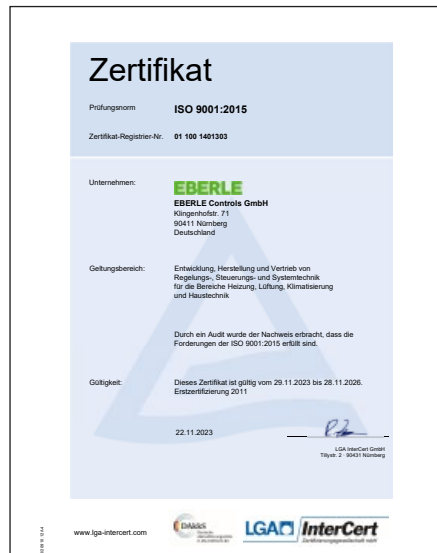 Zertifikat
Prüfungsnorm ISO 9001:2015
Zertifikat-Registrier-Nr. 01 100 1401303
Unternehmen: EBERLE
EBERLE Controls GmbH
Klingenhofstr. 71
90411 Nürnberg
Deutschland
Geltungsbereich: Entwicklung, Herstellung und Vertrieb von
Regelungs-, Steuerungs- und Systemtechnik
für die Bereiche Heizung, Lüftung, Klimatisierung
und Haustechnik
Durch ein Audit wurde der Nachweis erbracht, dass die
Forderungen der ISO 9001:2015 erfüllt sind.
Gültigkeit: Dieses Zertifikat ist gültig vom 29.11.2023 bis 28.11.2026.
Erstzertifizierung 2011
22.11.2023
LGA InterCert GmbH
Tillystr. 2 · 90431 Nürnberg
www.lga-intercert.com
DAkkS
LGA InterCert
Zertifizierungsgesellschaft mbH